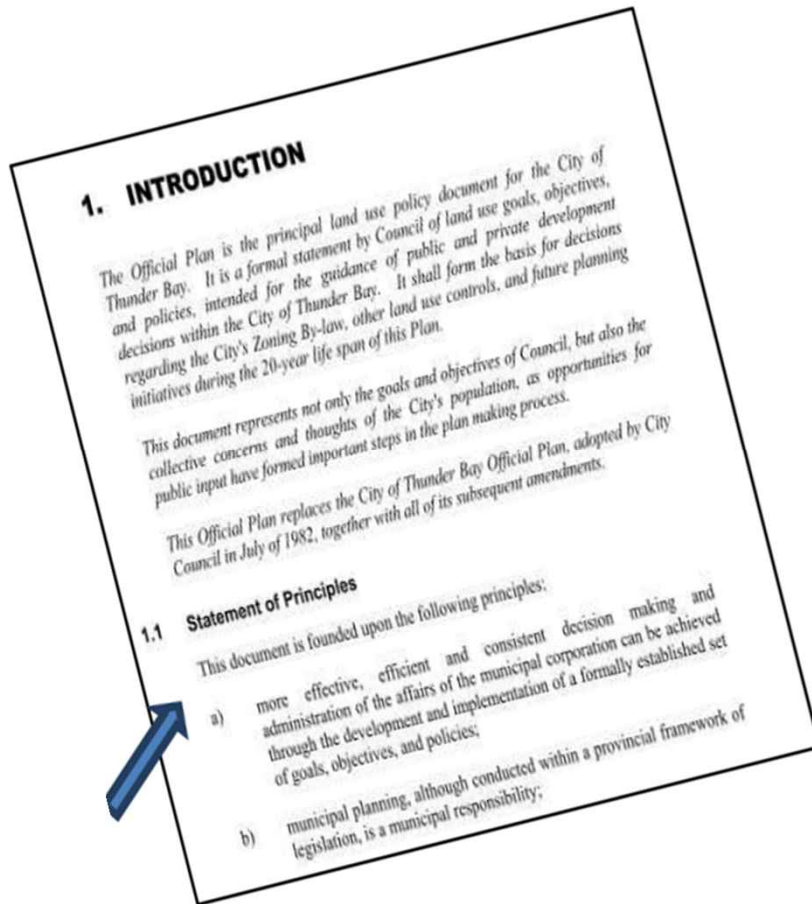 1. INTRODUCTION
The Official Plan is the principal land use policy document for the City of
Thunder Bay. It is a formal statement by Council of land use goals, objectives,
and policies, intended for the guidance of public and private development
decisions within the City of Thunder Bay. It shall form the basis for decisions
regarding the City's Zoning By-law, other land use controls, and future planning
initiatives during the 20-year life span of this Plan.
This document represents not only the goals and objectives of Council, but also the
collective concerns and thoughts of the City's population, as opportunities for
public input have formed important steps in the plan making process.
This Official Plan replaces the City of Thunder Bay Official Plan, adopted by City
Council in July of 1982, together with all of its subsequent amendments.
1.1 Statement of Principles
This document is founded upon the following principles:
a) more effective, efficient and consistent decision making and
administration of the affairs of the municipal corporation can be achieved
through the development and implementation of a formally established set
of goals, objectives, and policies;
b) municipal planning, although conducted within a provincial framework of
legislation, is a municipal responsibility;